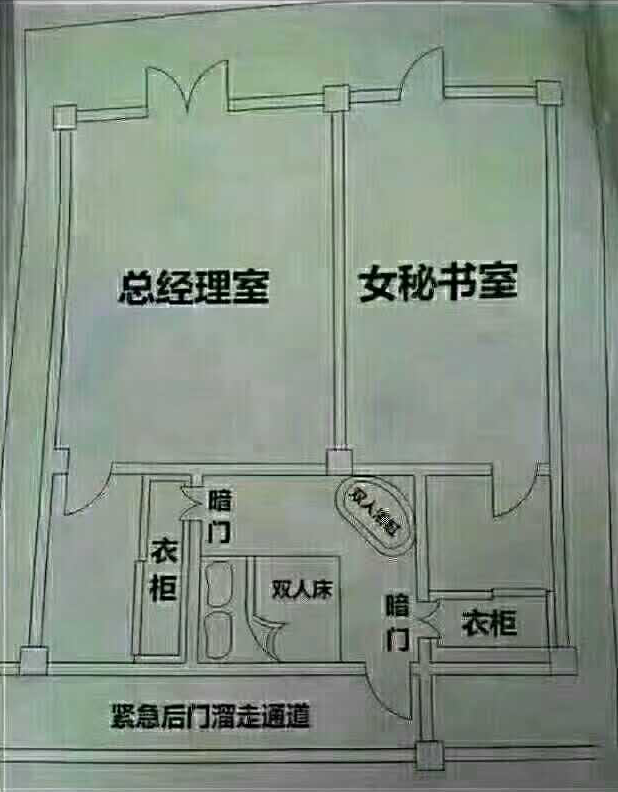 总经理室
女秘书室
双人浴缸
暗门
衣柜
双人床
暗门
衣柜
紧急后门溜走通道